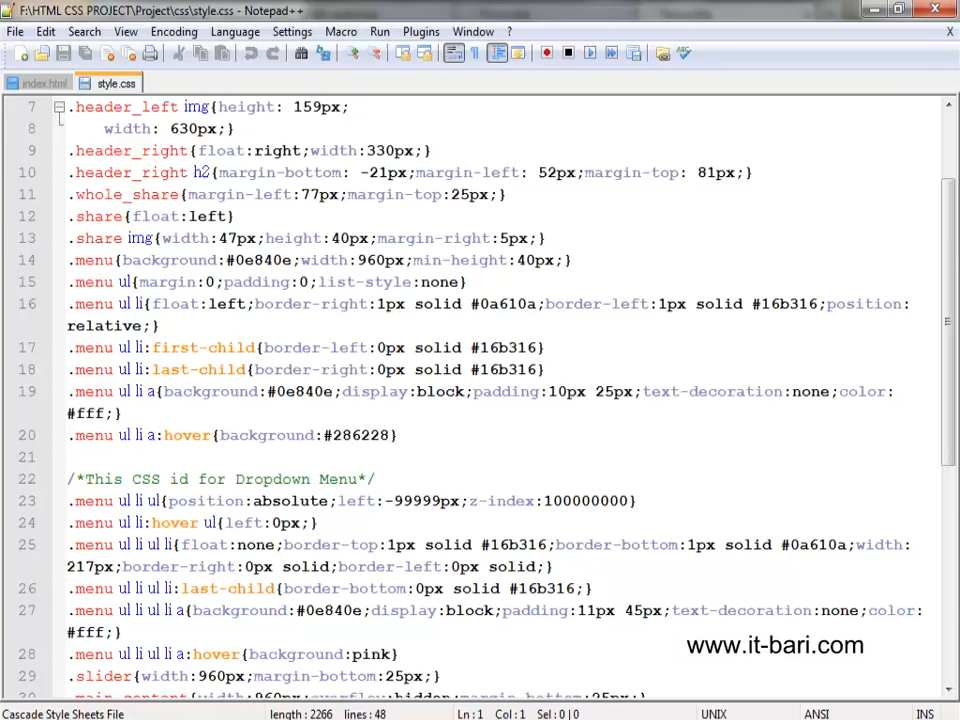 F:\HTML CSS PROJECT\Project\css\style.css - Notepad++
File Edit Search View Encoding Language Settings Macro Run Plugins Window ? X
index.html style.css
7 .header_left img{height: 159px;
8 width: 630px;}
9 .header_right{float:right;width:330px;}
10 .header_right h2{margin-bottom: -21px;margin-left: 52px;margin-top: 81px;}
11 .whole_share{margin-left:77px;margin-top:25px;}
12 .share{float:left}
13 .share img{width:47px;height:40px;margin-right:5px;}
14 .menu{background:#0e840e;width:960px;min-height:40px;}
15 .menu ul{margin:0;padding:0;list-style:none}
16 .menu ul li{float:left;border-right:1px solid #0a610a;border-left:1px solid #16b316;position:
relative;}
17 .menu ul li:first-child{border-left:0px solid #16b316}
18 .menu ul li:last-child{border-right:0px solid #16b316}
19 .menu ul li a{background:#0e840e;display:block;padding:10px 25px;text-decoration:none;color:
#fff;}
20 .menu ul li a:hover{background:#286228}
21
22 /*This CSS id for Dropdown Menu*/
23 .menu ul li ul{position:absolute;left:-99999px;z-index:100000000}
24 .menu ul li:hover ul{left:0px;}
25 .menu ul li ul li{float:none;border-top:1px solid #16b316;border-bottom:1px solid #0a610a;width:
217px;border-right:0px solid;border-left:0px solid;}
26 .menu ul li ul li:last-child{border-bottom:0px solid #16b316;}
27 .menu ul li ul li a{background:#0e840e;display:block;padding:11px 45px;text-decoration:none;color:
#fff;}
www.it-bari.com
28 .menu ul li ul li a:hover{background:pink}
29 .slider{width:960px;margin-bottom:25px;}
30 .main_content{width:960px;overflow:hidden;margin-bottom:25px;}
Cascade Style Sheets File length : 2266 lines : 48 Ln : 1 Col : 1 Sel : 0 | 0 UNIX ANSI INS